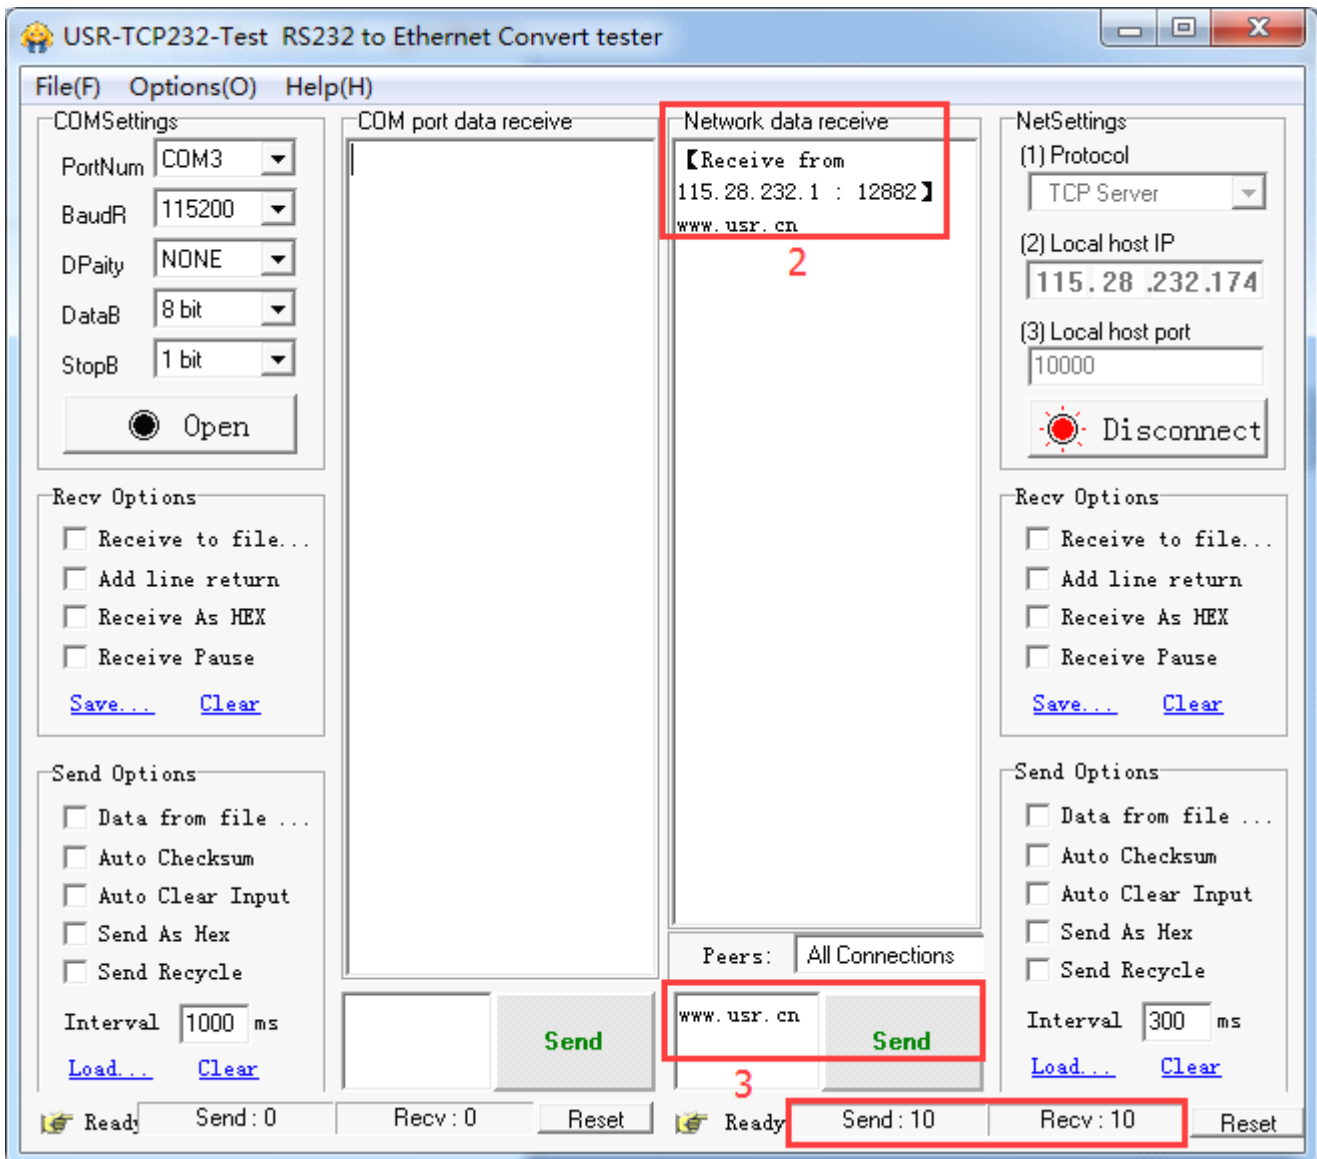 USR-TCP232-Test RS232 to Ethernet Convert tester
File(F) Options(O) Help(H)
COMSettings
PortNum COM3
BaudR 115200
DPaity NONE
DataB 8 bit
StopB 1 bit
Open
Recv Options
Receive to file...
Add line return
Receive As HEX
Receive Pause
Save... Clear
Send Options
Data from file ...
Auto Checksum
Auto Clear Input
Send As Hex
Send Recycle
Interval 1000 ms
Load... Clear
COM port data receive
Send
Network data receive
【Receive from
115.28.232.1 : 12882】
www.usr.cn
2
Peers: All Connections
www.usr.cn
Send
3
NetSettings
(1) Protocol
TCP Server
(2) Local host IP
115.28.232.174
(3) Local host port
10000
Disconnect
Recv Options
Receive to file...
Add line return
Receive As HEX
Receive Pause
Save... Clear
Send Options
Data from file ...
Auto Checksum
Auto Clear Input
Send As Hex
Send Recycle
Interval 300 ms
Load... Clear
Ready Send : 0 Recv : 0 Reset
Ready Send : 10 Recv : 10 Reset